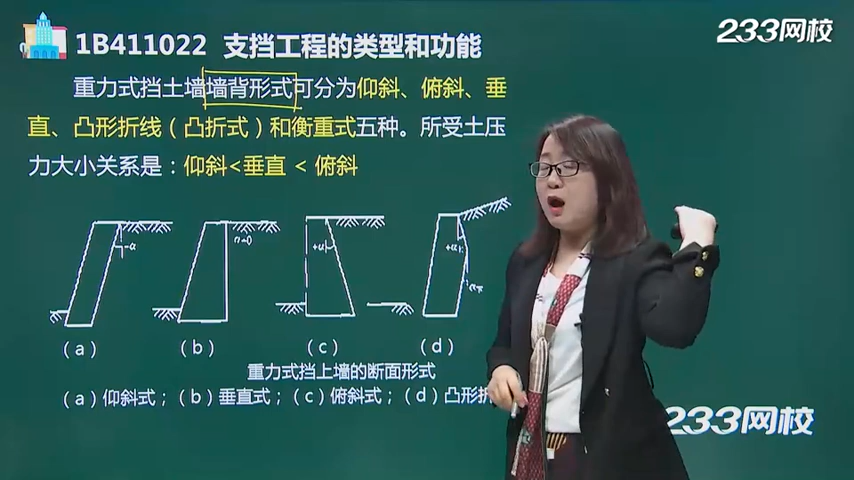 1B411022 支挡工程的类型和功能
233网校
重力式挡土墙墙背形式可分为仰斜、俯斜、垂
直、凸形折线（凸折式）和衡重式五种。所受土压
力大小关系是：仰斜<垂直 < 俯斜
-α
α=0
+α
+α
（a）
（b）
（c）
（d）
重力式挡土墙的断面形式
（a）仰斜式；（b）垂直式；（c）俯斜式；（d）凸形折
233网校